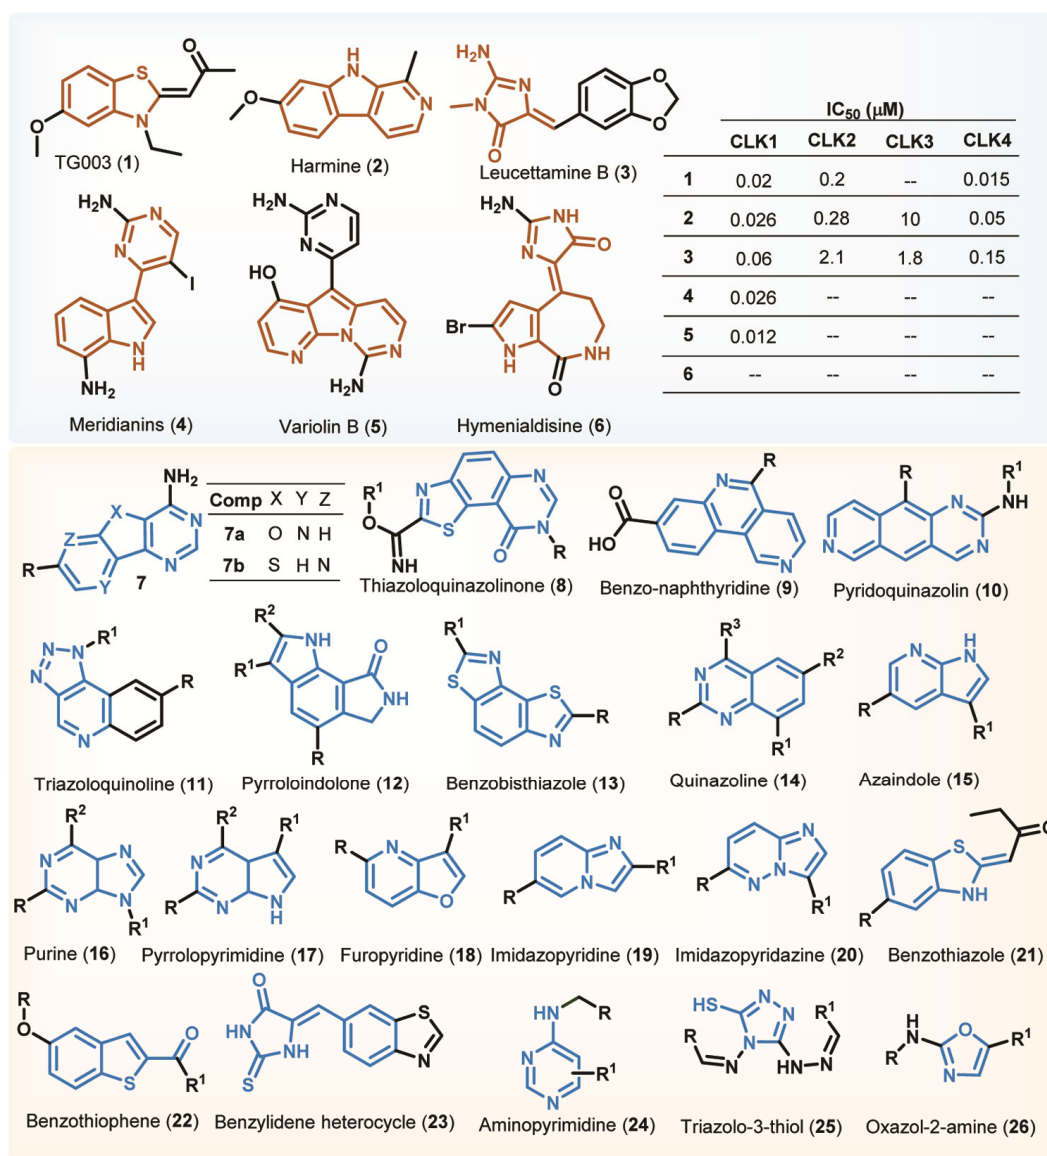 TG003 (1)
Harmine (2)
Leucettamine B (3)
Meridianins (4)
Variolin B (5)
Hymenialdisine (6)
IC50 (μM)
CLK1 CLK2 CLK3 CLK4
1 0.02 0.2 -- 0.015
2 0.026 0.28 10 0.05
3 0.06 2.1 1.8 0.15
4 0.026 -- -- --
5 0.012 -- -- --
6 -- -- -- --
7
Comp X Y Z
7a O N H
7b S H N
Thiazoloquinazolinone (8)
Benzo-naphthyridine (9)
Pyridoquinazolin (10)
Triazoloquinoline (11)
Pyrroloindolone (12)
Benzobisthiazole (13)
Quinazoline (14)
Azaindole (15)
Purine (16)
Pyrrolopyrimidine (17)
Furopyridine (18)
Imidazopyridine (19)
Imidazopyridazine (20)
Benzothiazole (21)
Benzothiophene (22)
Benzylidene heterocycle (23)
Aminopyrimidine (24)
Triazolo-3-thiol (25)
Oxazol-2-amine (26)